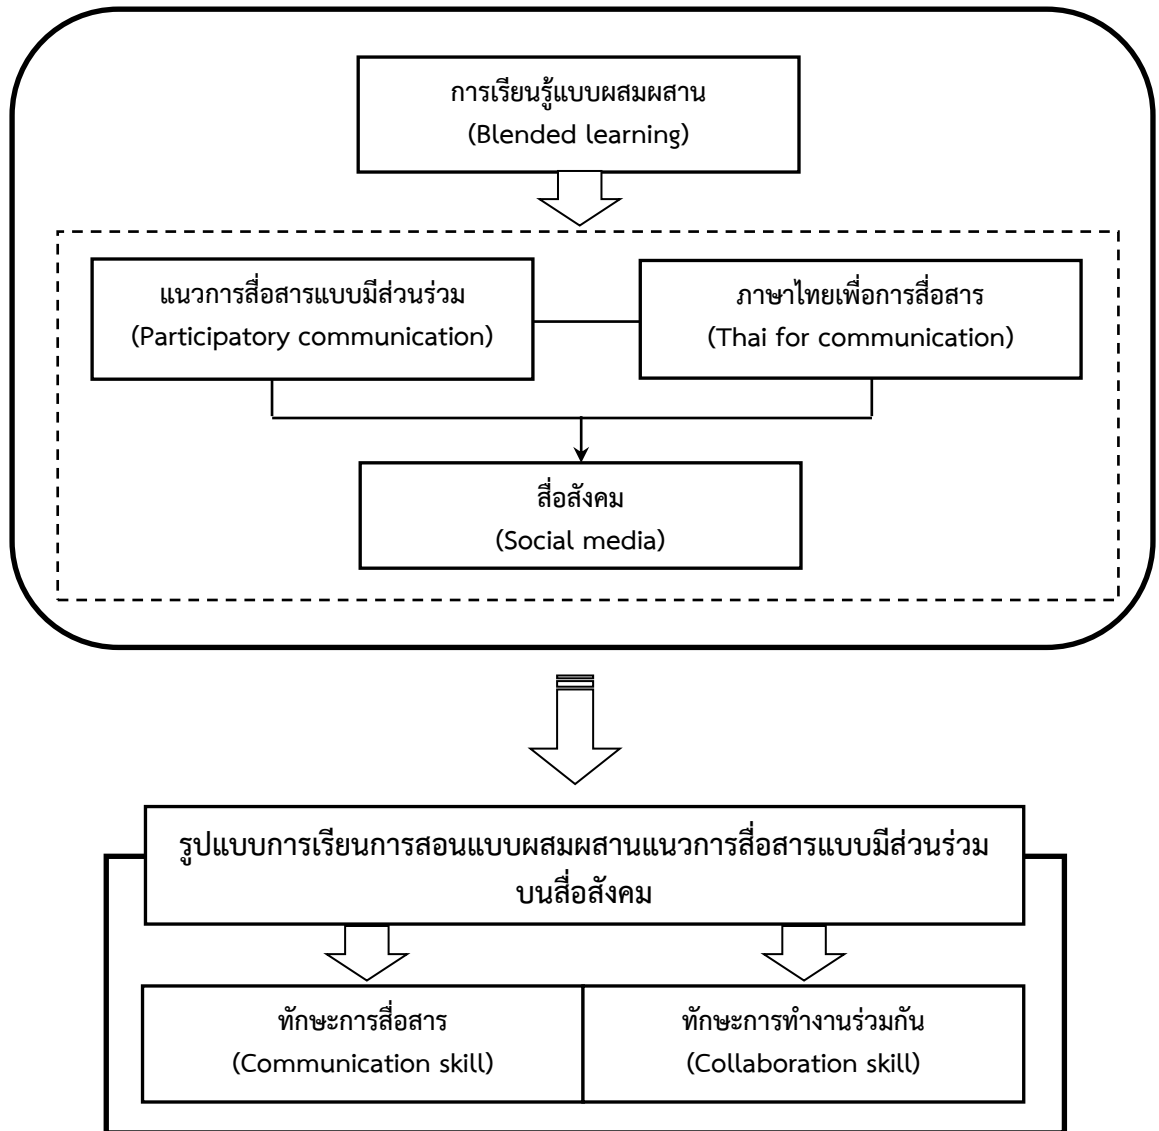 การเรียนรู้แบบผสมผสาน
(Blended learning)
แนวการสื่อสารแบบมีส่วนร่วม
(Participatory communication)
ภาษาไทยเพื่อการสื่อสาร
(Thai for communication)
สื่อสังคม
(Social media)
รูปแบบการเรียนการสอนแบบผสมผสานแนวการสื่อสารแบบมีส่วนร่วม
บนสื่อสังคม
ทักษะการสื่อสาร
(Communication skill)
ทักษะการทำงานร่วมกัน
(Collaboration skill)